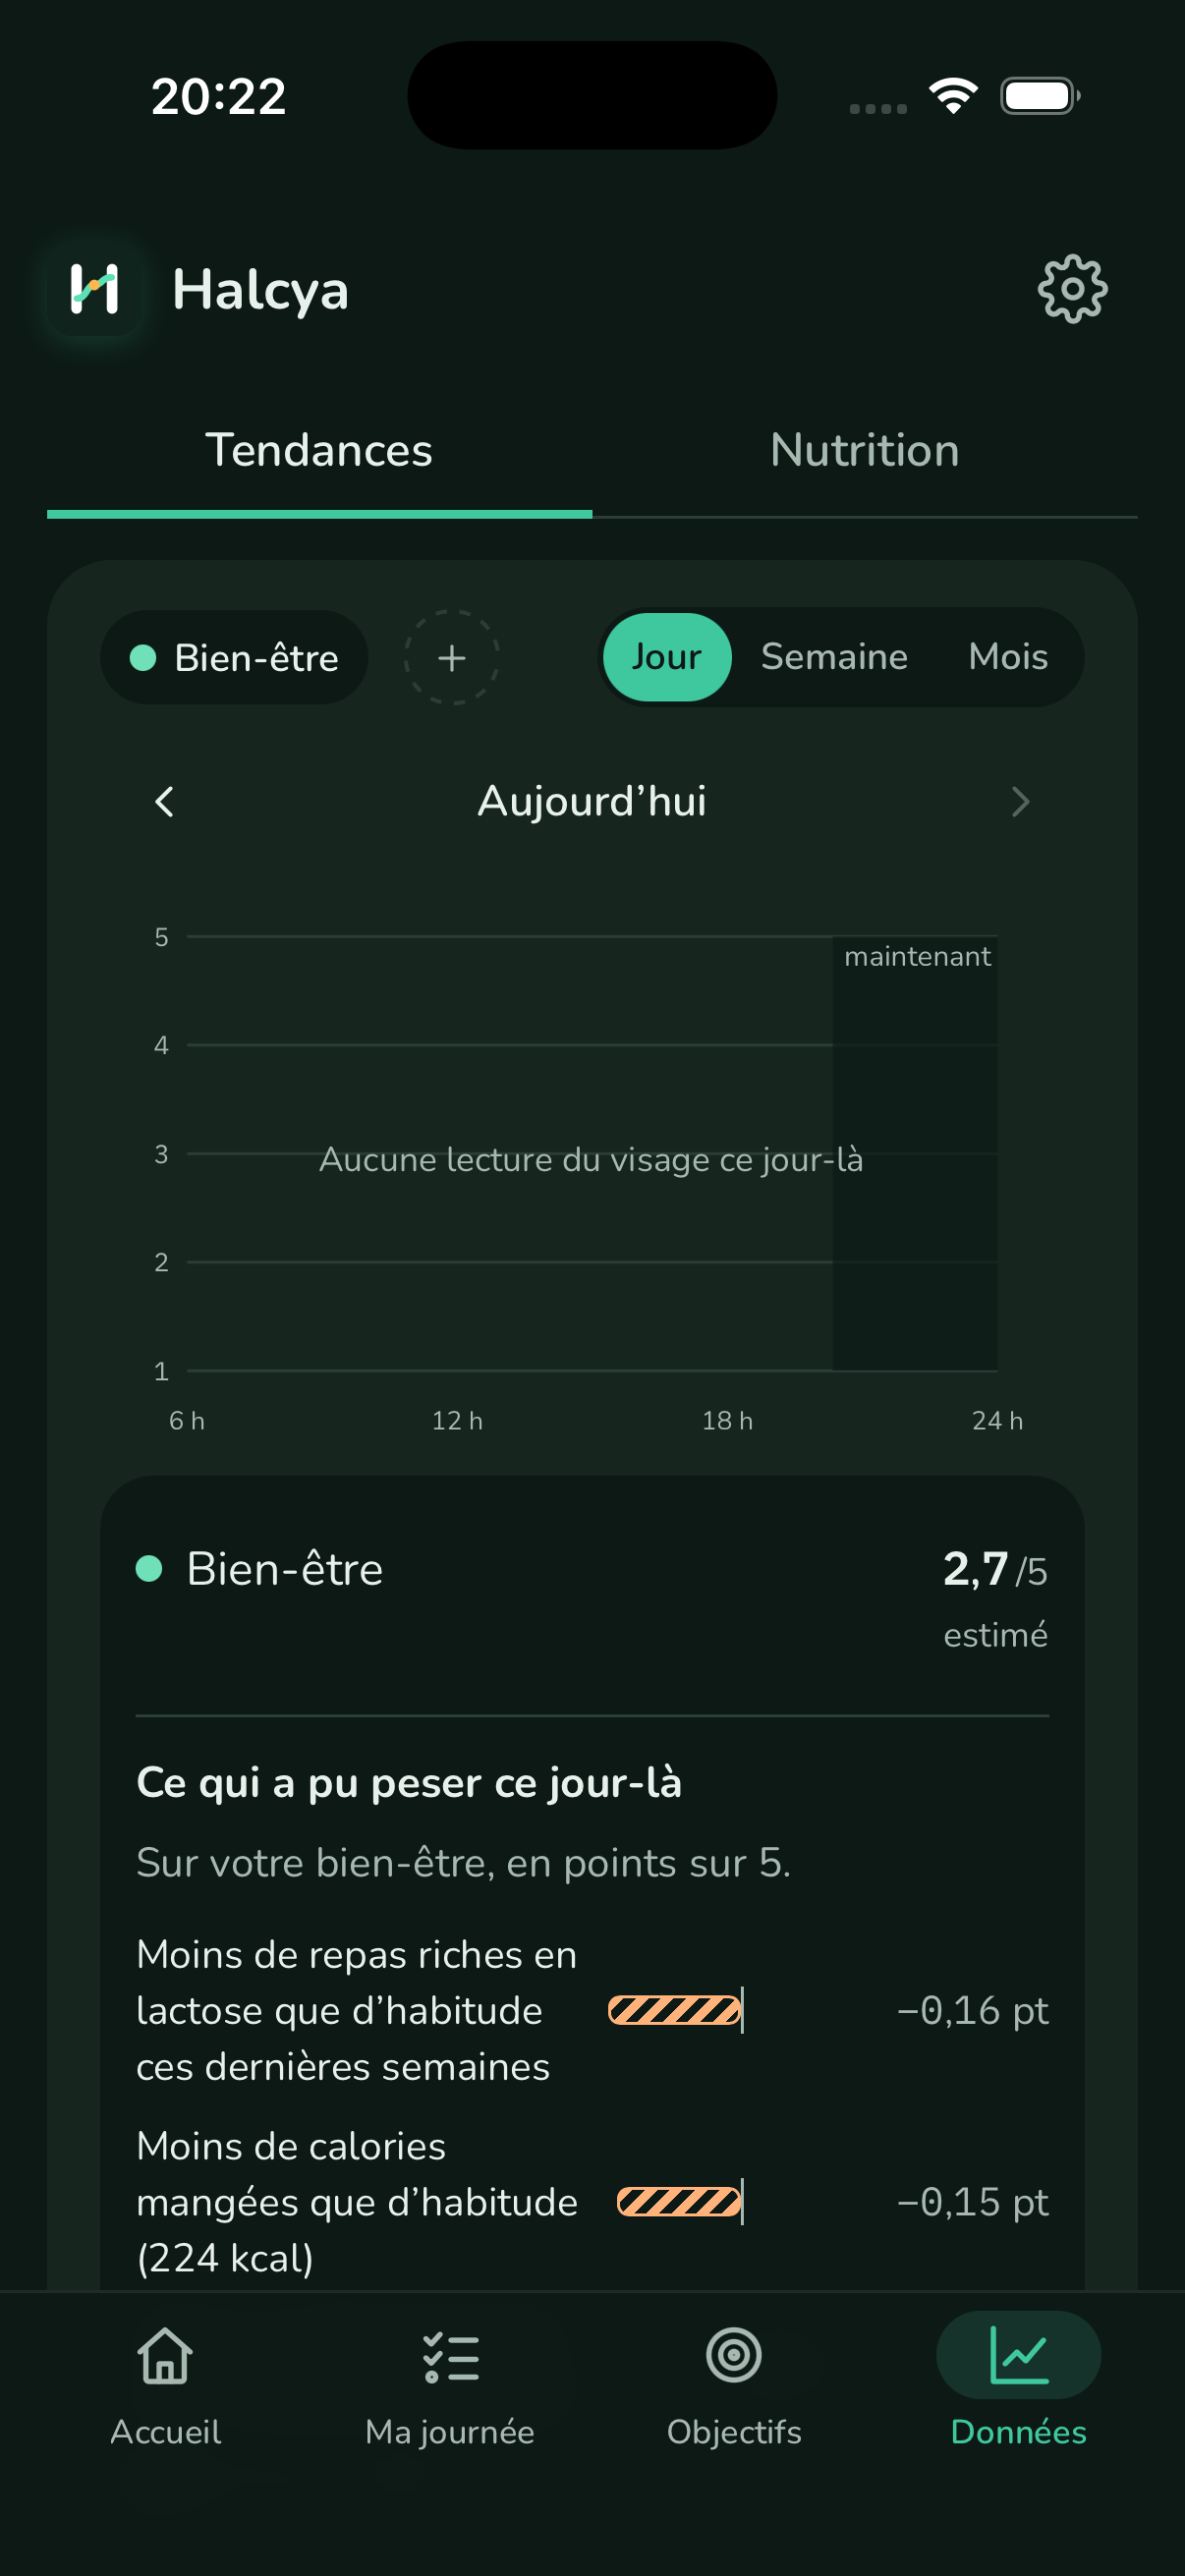 20:22
Halcya
Tendances
Nutrition
Bien-être
+
Jour
Semaine
Mois
Aujourd’hui
5
maintenant
4
3
Aucune lecture du visage ce jour-là
2
1
6 h
12 h
18 h
24 h
Bien-être
2,7 /5
estimé
Ce qui a pu peser ce jour-là
Sur votre bien-être, en points sur 5.
Moins de repas riches en
lactose que d’habitude
ces dernières semaines
−0,16 pt
Moins de calories
mangées que d’habitude
(224 kcal)
−0,15 pt
Accueil
Ma journée
Objectifs
Données